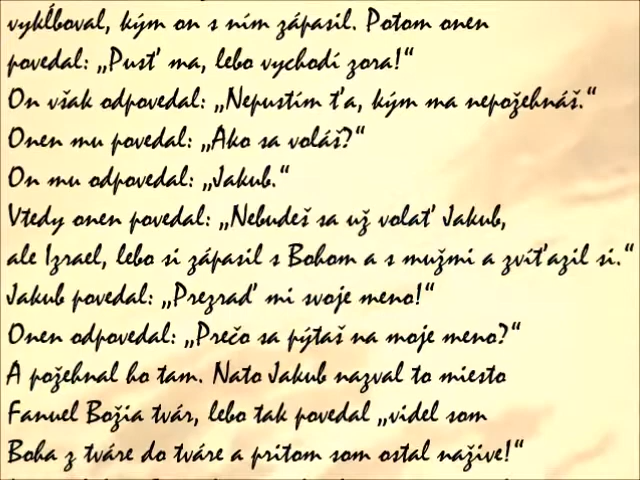 vykĺboval, kým on s ním zápasil. Potom onen
povedal: „Pusť ma, lebo vychodí zora!“
On však odpovedal: „Nepustím ťa, kým ma nepožehnáš.“
Onen mu povedal: „Ako sa voláš?“
On mu odpovedal: „Jakub.“
Vtedy onen povedal: „Nebudeš sa už volať Jakub,
ale Izrael, lebo si zápasil s Bohom a s mužmi a zvíťazil si.“
Jakub povedal: „Prezraď mi svoje meno!“
Onen odpovedal: „Prečo sa pýtaš na moje meno?“
A požehnal ho tam. Nato Jakub nazval to miesto
Fanuel Božia tvár, lebo tak povedal „videl som
Boha z tváre do tváre a pritom som ostal nažive!“